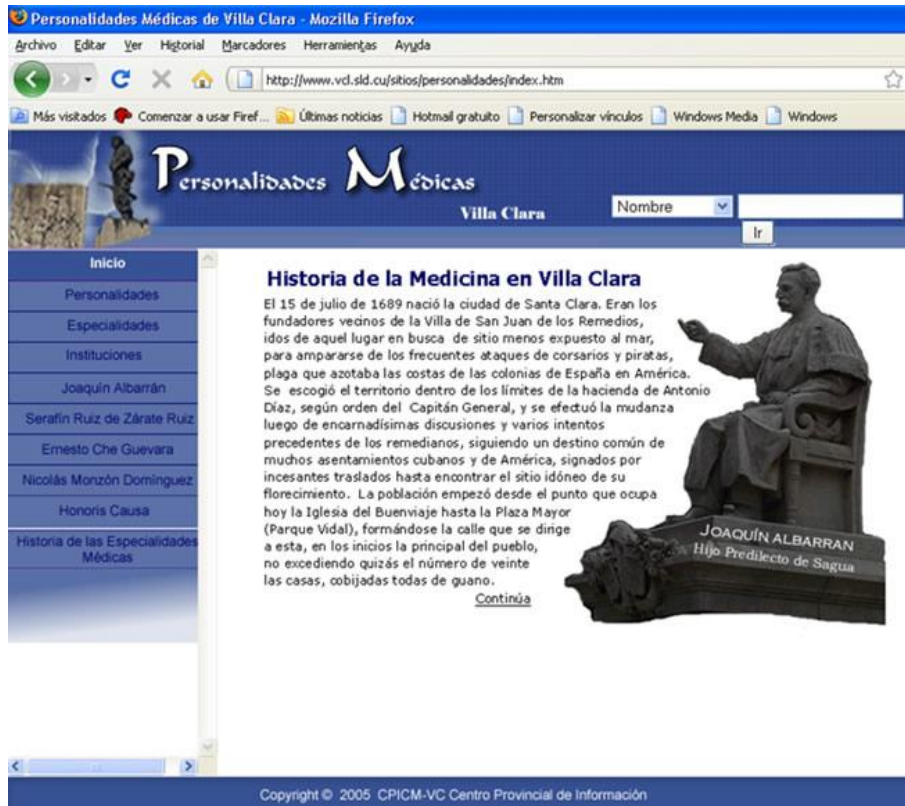 Personalidades Médicas de Villa Clara - Mozilla Firefox
Archivo Editar Ver Historial Marcadores Herramientas Ayuda
http://www.vcl.sld.cu/sitios/personalidades/index.htm
Más visitados Comenzar a usar Firef... Últimas noticias Hotmail gratuito Personalizar vínculos Windows Media Windows
Personalidades Médicas
Villa Clara
Nombre
Ir
Inicio
Personalidades
Especialidades
Instituciones
Joaquín Albarrán
Serafín Ruiz de Zárate Ruiz
Ernesto Che Guevara
Nicolás Monzón Domínguez
Honoris Causa
Historia de las Especialidades
Médicas
Historia de la Medicina en Villa Clara
El 15 de julio de 1689 nació la ciudad de Santa Clara. Eran los
fundadores vecinos de la Villa de San Juan de los Remedios,
idos de aquel lugar en busca de sitio menos expuesto al mar,
para ampararse de los frecuentes ataques de corsarios y piratas,
plaga que azotaba las costas de las colonias de España en América.
Se escogió el territorio dentro de los límites de la hacienda de Antonio
Díaz, según orden del Capitán General, y se efectuó la mudanza
luego de encarnadísimas discusiones y varios intentos
precedentes de los remedianos, siguiendo un destino común de
muchos asentamientos cubanos y de América, signados por
incesantes traslados hasta encontrar el sitio idóneo de su
florecimiento. La población empezó desde el punto que ocupa
hoy la Iglesia del Buenviaje hasta la Plaza Mayor
(Parque Vidal), formándose la calle que se dirige
a esta, en los inicios la principal del pueblo,
no excediendo quizás el número de veinte
las casas, cobijadas todas de guano.
Continúa
JOAQUÍN ALBARRAN
Hijo Predilecto de Sagua
Copyright © 2005 CPICM-VC Centro Provincial de Información